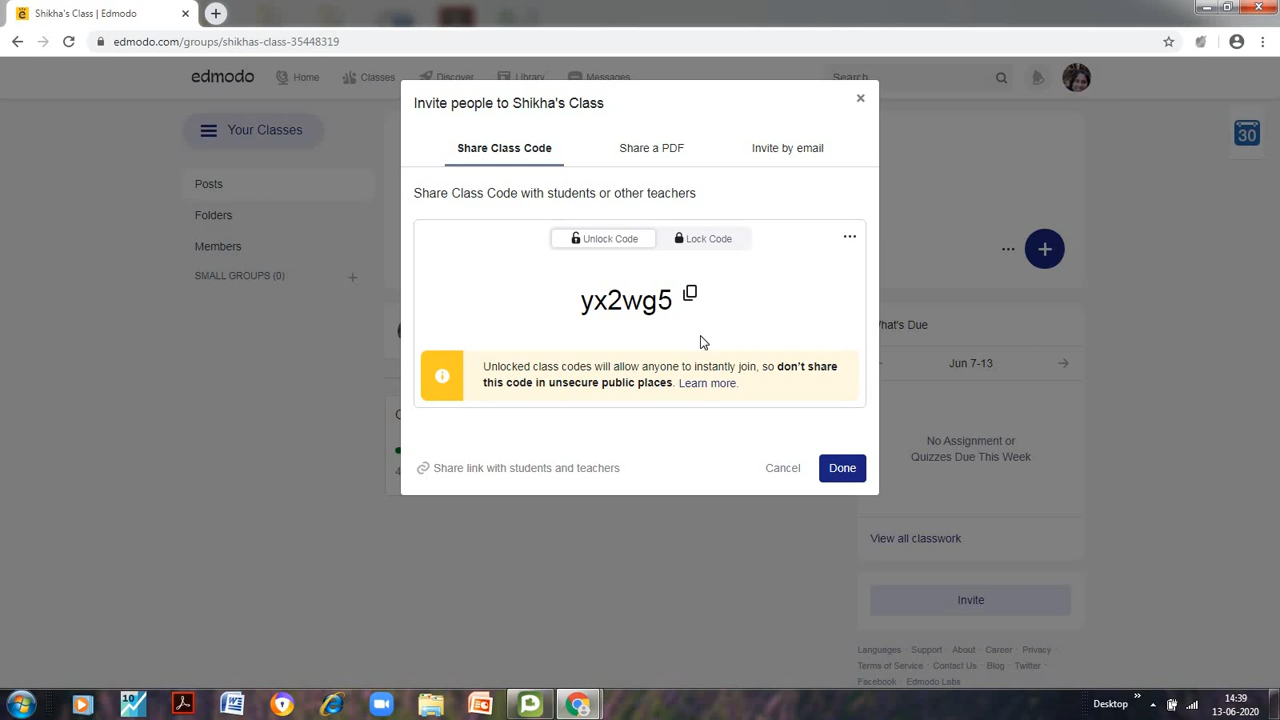 Shikha's Class | Edmodo
edmodo.com/groups/shikhas-class-35448319
edmodo
Home
Classes
Discover
Library
Messages
Search
30
Your Classes
Posts
Folders
Members
SMALL GROUPS (0)
Invite people to Shikha's Class
Share Class Code
Share a PDF
Invite by email
Share Class Code with students or other teachers
Unlock Code
Lock Code
yx2wg5
Unlocked class codes will allow anyone to instantly join, so don't share
this code in unsecure public places. Learn more.
Share link with students and teachers
Cancel
Done
What's Due
Jun 7-13
No Assignment or
Quizzes Due This Week
View all classwork
Invite
Languages · Support · About · Career · Privacy ·
Terms of Service · Contact Us · Blog · Twitter ·
Facebook · Edmodo Labs
10
Desktop
14:39
13-06-2020